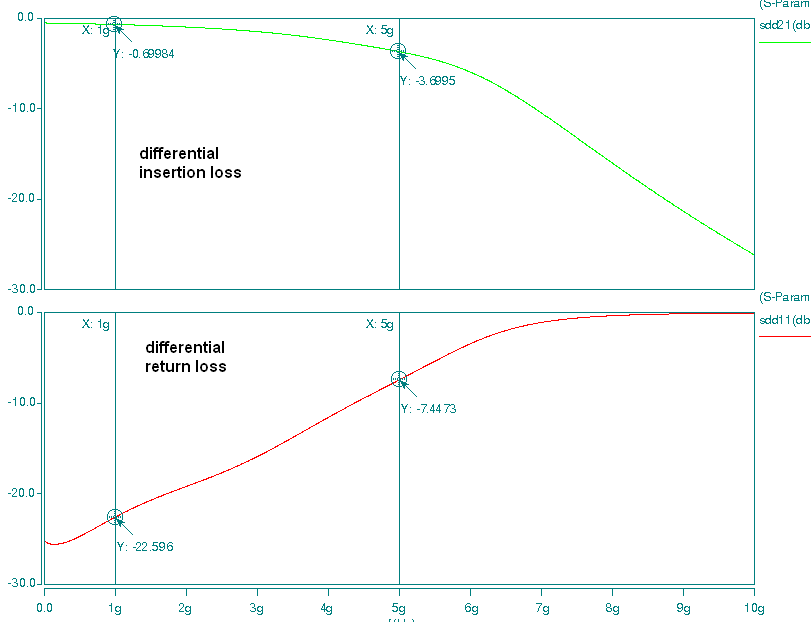 (S-Param
0.0
X: 1g
X: 5g
sdd21(db
Y: -0.69984
Y: -3.6995
-10.0
differential
insertion loss
-20.0
-30.0
(S-Param
0.0
X: 1g
X: 5g
sdd11(db
differential
return loss
-10.0
Y: -7.4473
-20.0
Y: -22.596
-30.0
0.0 1g 2g 3g 4g 5g 6g 7g 8g 9g 10g